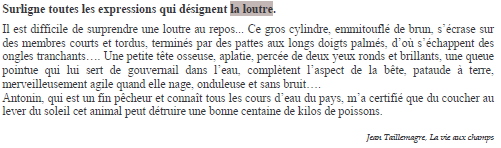 Surligne toutes les expressions qui désignent la loutre.
Il est difficile de surprendre une loutre au repos... Ce gros cylindre, emmitouflé de brun, s'écrase sur
des membres courts et tordus, terminés par des pattes aux longs doigts palmés, d'où s'échappent des
ongles tranchants.... Une petite tête osseuse, aplatie, percée de deux yeux ronds et brillants, une queue
pointue qui lui sert de gouvernail dans l'eau, complètent l'aspect de la bête, pataude à terre,
merveilleusement agile quand elle nage, onduleuse et sans bruit....
Antonin, qui est un fin pêcheur et connaît tous les cours d'eau du pays, m'a certifié que du coucher au
lever du soleil cet animal peut détruire une bonne centaine de kilos de poissons.
Jean Taillemagre, La vie aux champs